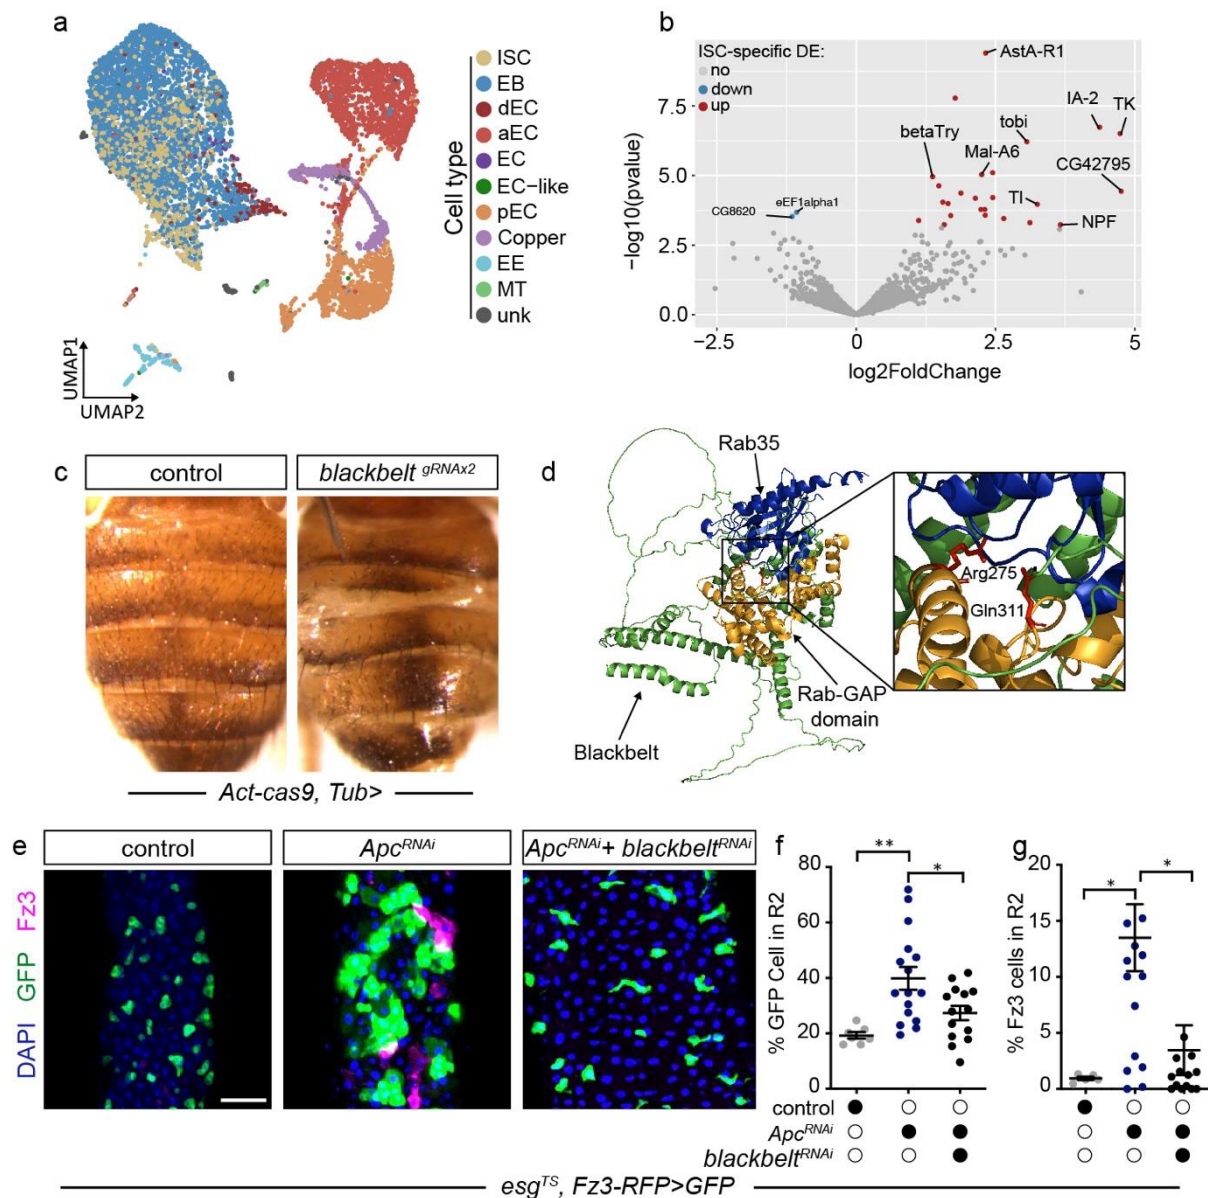 a
ISC
EB
dEC
aEC
EC
EC-like
pEC
Copper
EE
MT
unk
Cell type
UMAP1
UMAP2
b
ISC-specific DE:
no
down
up
AstA-R1
IA-2
TK
tobi
betaTry
Mal-A6
CG42795
TI
NPF
CG8620
eEF1alpha1
7.5
5.0
2.5
0.0
−log10(pvalue)
−2.5
0
2.5
5
log2FoldChange
c
control
blackbelt gRNAx2
Act-cas9, Tub>
d
Rab35
Arg275
Gln311
Rab-GAP
domain
Blackbelt
e
control
ApcRNAi
ApcRNAi+ blackbeltRNAi
DAPI GFP Fz3
f
**
*
80
60
40
20
0
% GFP Cell in R2
g
*
*
20
15
10
5
0
% Fz3 cells in R2
control
ApcRNAi
blackbeltRNAi
esgTS, Fz3-RFP>GFP